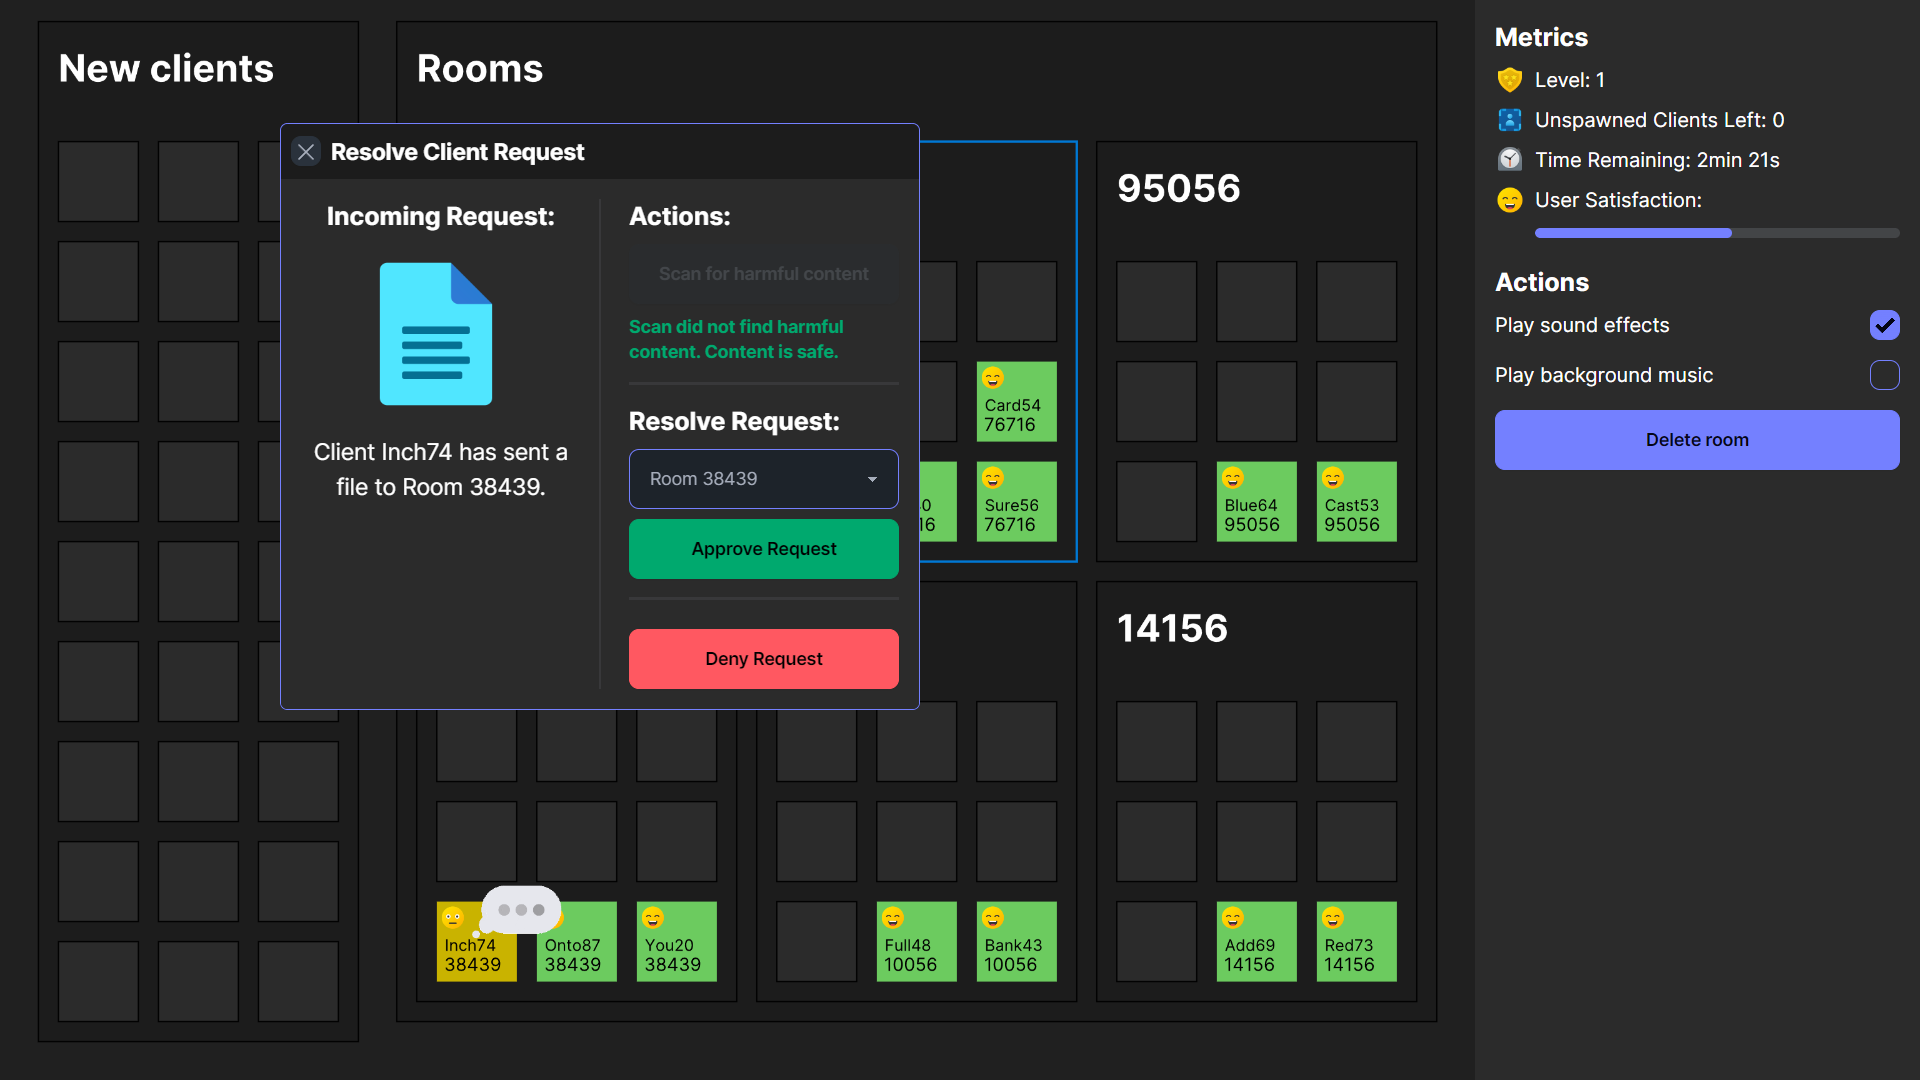 New clients
Rooms
Resolve Client Request
Incoming Request:
Client Inch74 has sent a
file to Room 38439.
Actions:
Scan for harmful content
Scan did not find harmful
content. Content is safe.
Resolve Request:
Room 38439
Approve Request
Deny Request
Card54
76716
Sure56
76716
95056
Blue64
95056
Cast53
95056
14156
Inch74
38439
Onto87
38439
You20
38439
Full48
10056
Bank43
10056
Add69
14156
Red73
14156
Metrics
Level: 1
Unspawned Clients Left: 0
Time Remaining: 2min 21s
User Satisfaction:
Actions
Play sound effects
Play background music
Delete room